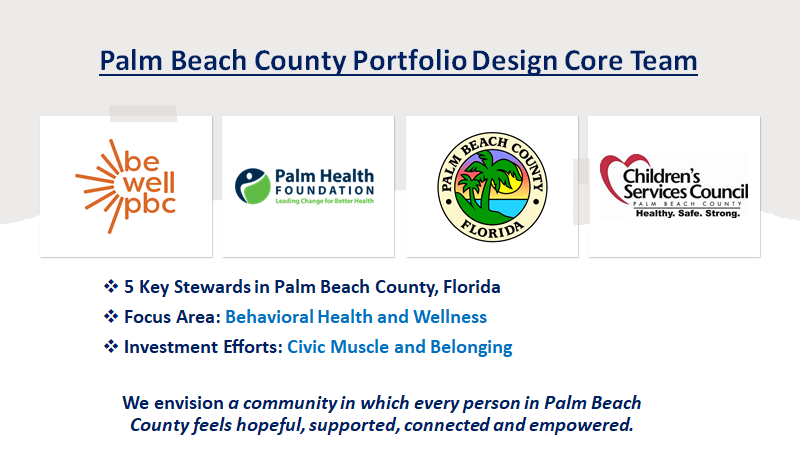 Palm Beach County Portfolio Design Core Team
be
well
pbc
Palm Health
FOUNDATION
Leading Change for Better Health
PALM BEACH COUNTY
FLORIDA
Children's
Services Council
PALM BEACH COUNTY
Healthy. Safe. Strong.
❖ 5 Key Stewards in Palm Beach County, Florida
❖ Focus Area: Behavioral Health and Wellness
❖ Investment Efforts: Civic Muscle and Belonging
We envision a community in which every person in Palm Beach
County feels hopeful, supported, connected and empowered.